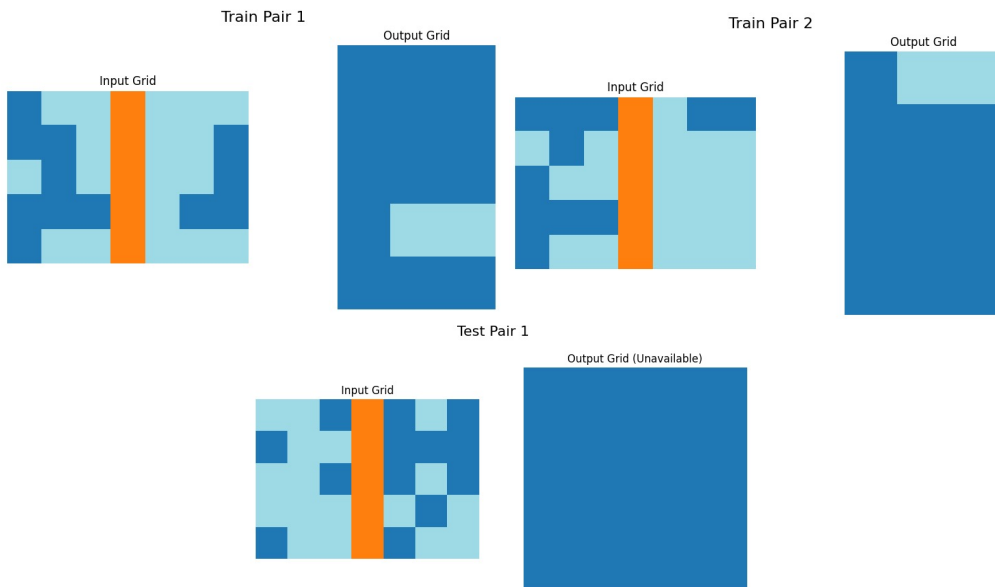 Train Pair 1
Input Grid
Output Grid
Train Pair 2
Input Grid
Output Grid
Test Pair 1
Input Grid
Output Grid (Unavailable)